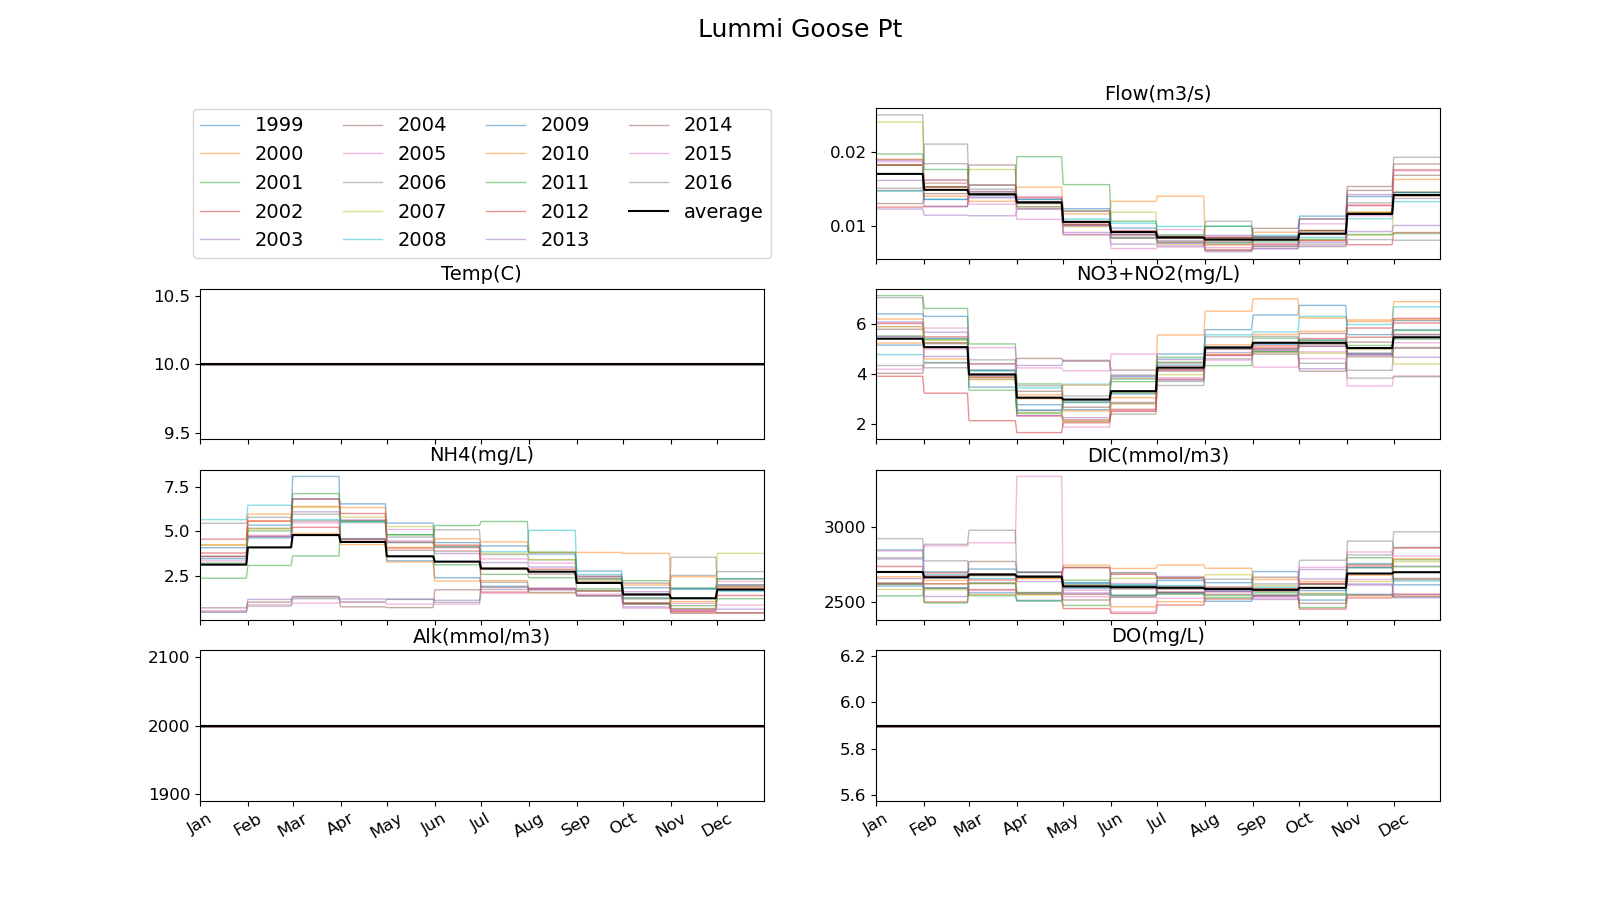 Lummi Goose Pt
1999 2004 2009 2014
2000 2005 2010 2015
2001 2006 2011 2016
2002 2007 2012 average
2003 2008 2013
Flow(m3/s)
0.02
0.01
Temp(C)
10.5
10.0
9.5
NO3+NO2(mg/L)
6
4
2
NH4(mg/L)
7.5
5.0
2.5
DIC(mmol/m3)
3000
2500
Alk(mmol/m3)
2100
2000
1900
Jan Feb Mar Apr May Jun Jul Aug Sep Oct Nov Dec
DO(mg/L)
6.2
6.0
5.8
5.6
Jan Feb Mar Apr May Jun Jul Aug Sep Oct Nov Dec